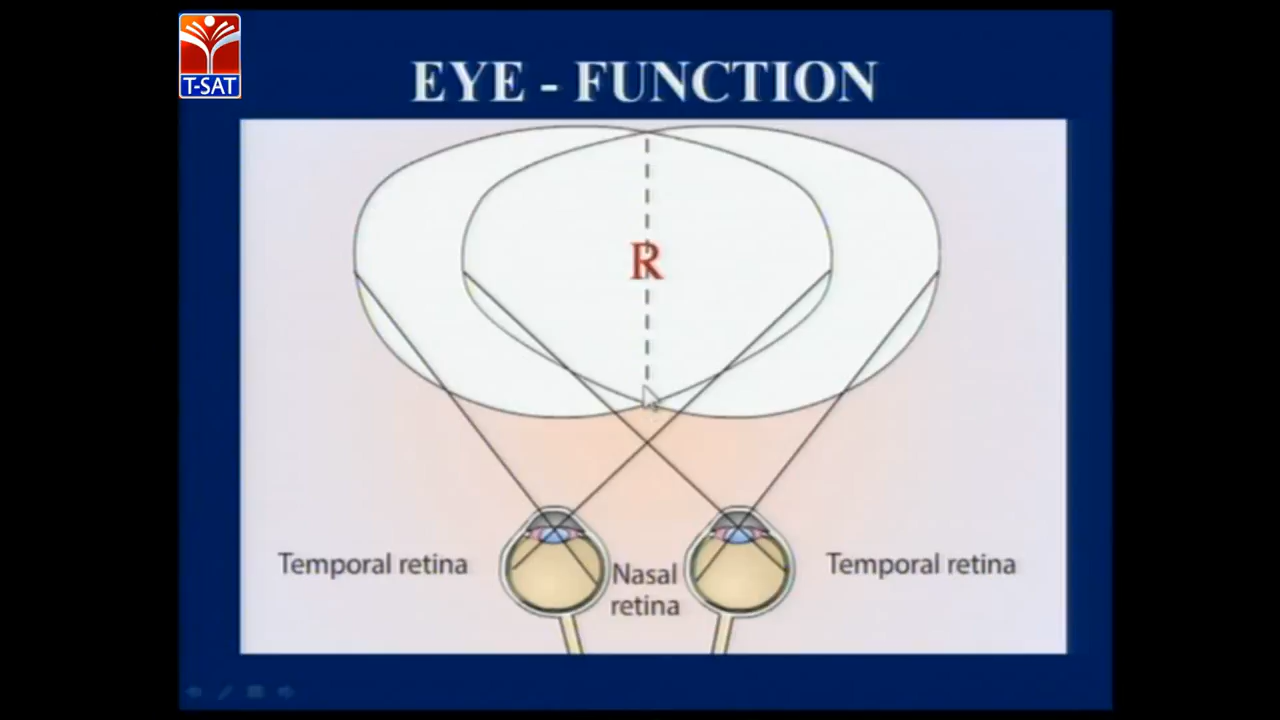 T-SAT
EYE - FUNCTION
R
Temporal retina
Nasal
retina
Temporal retina